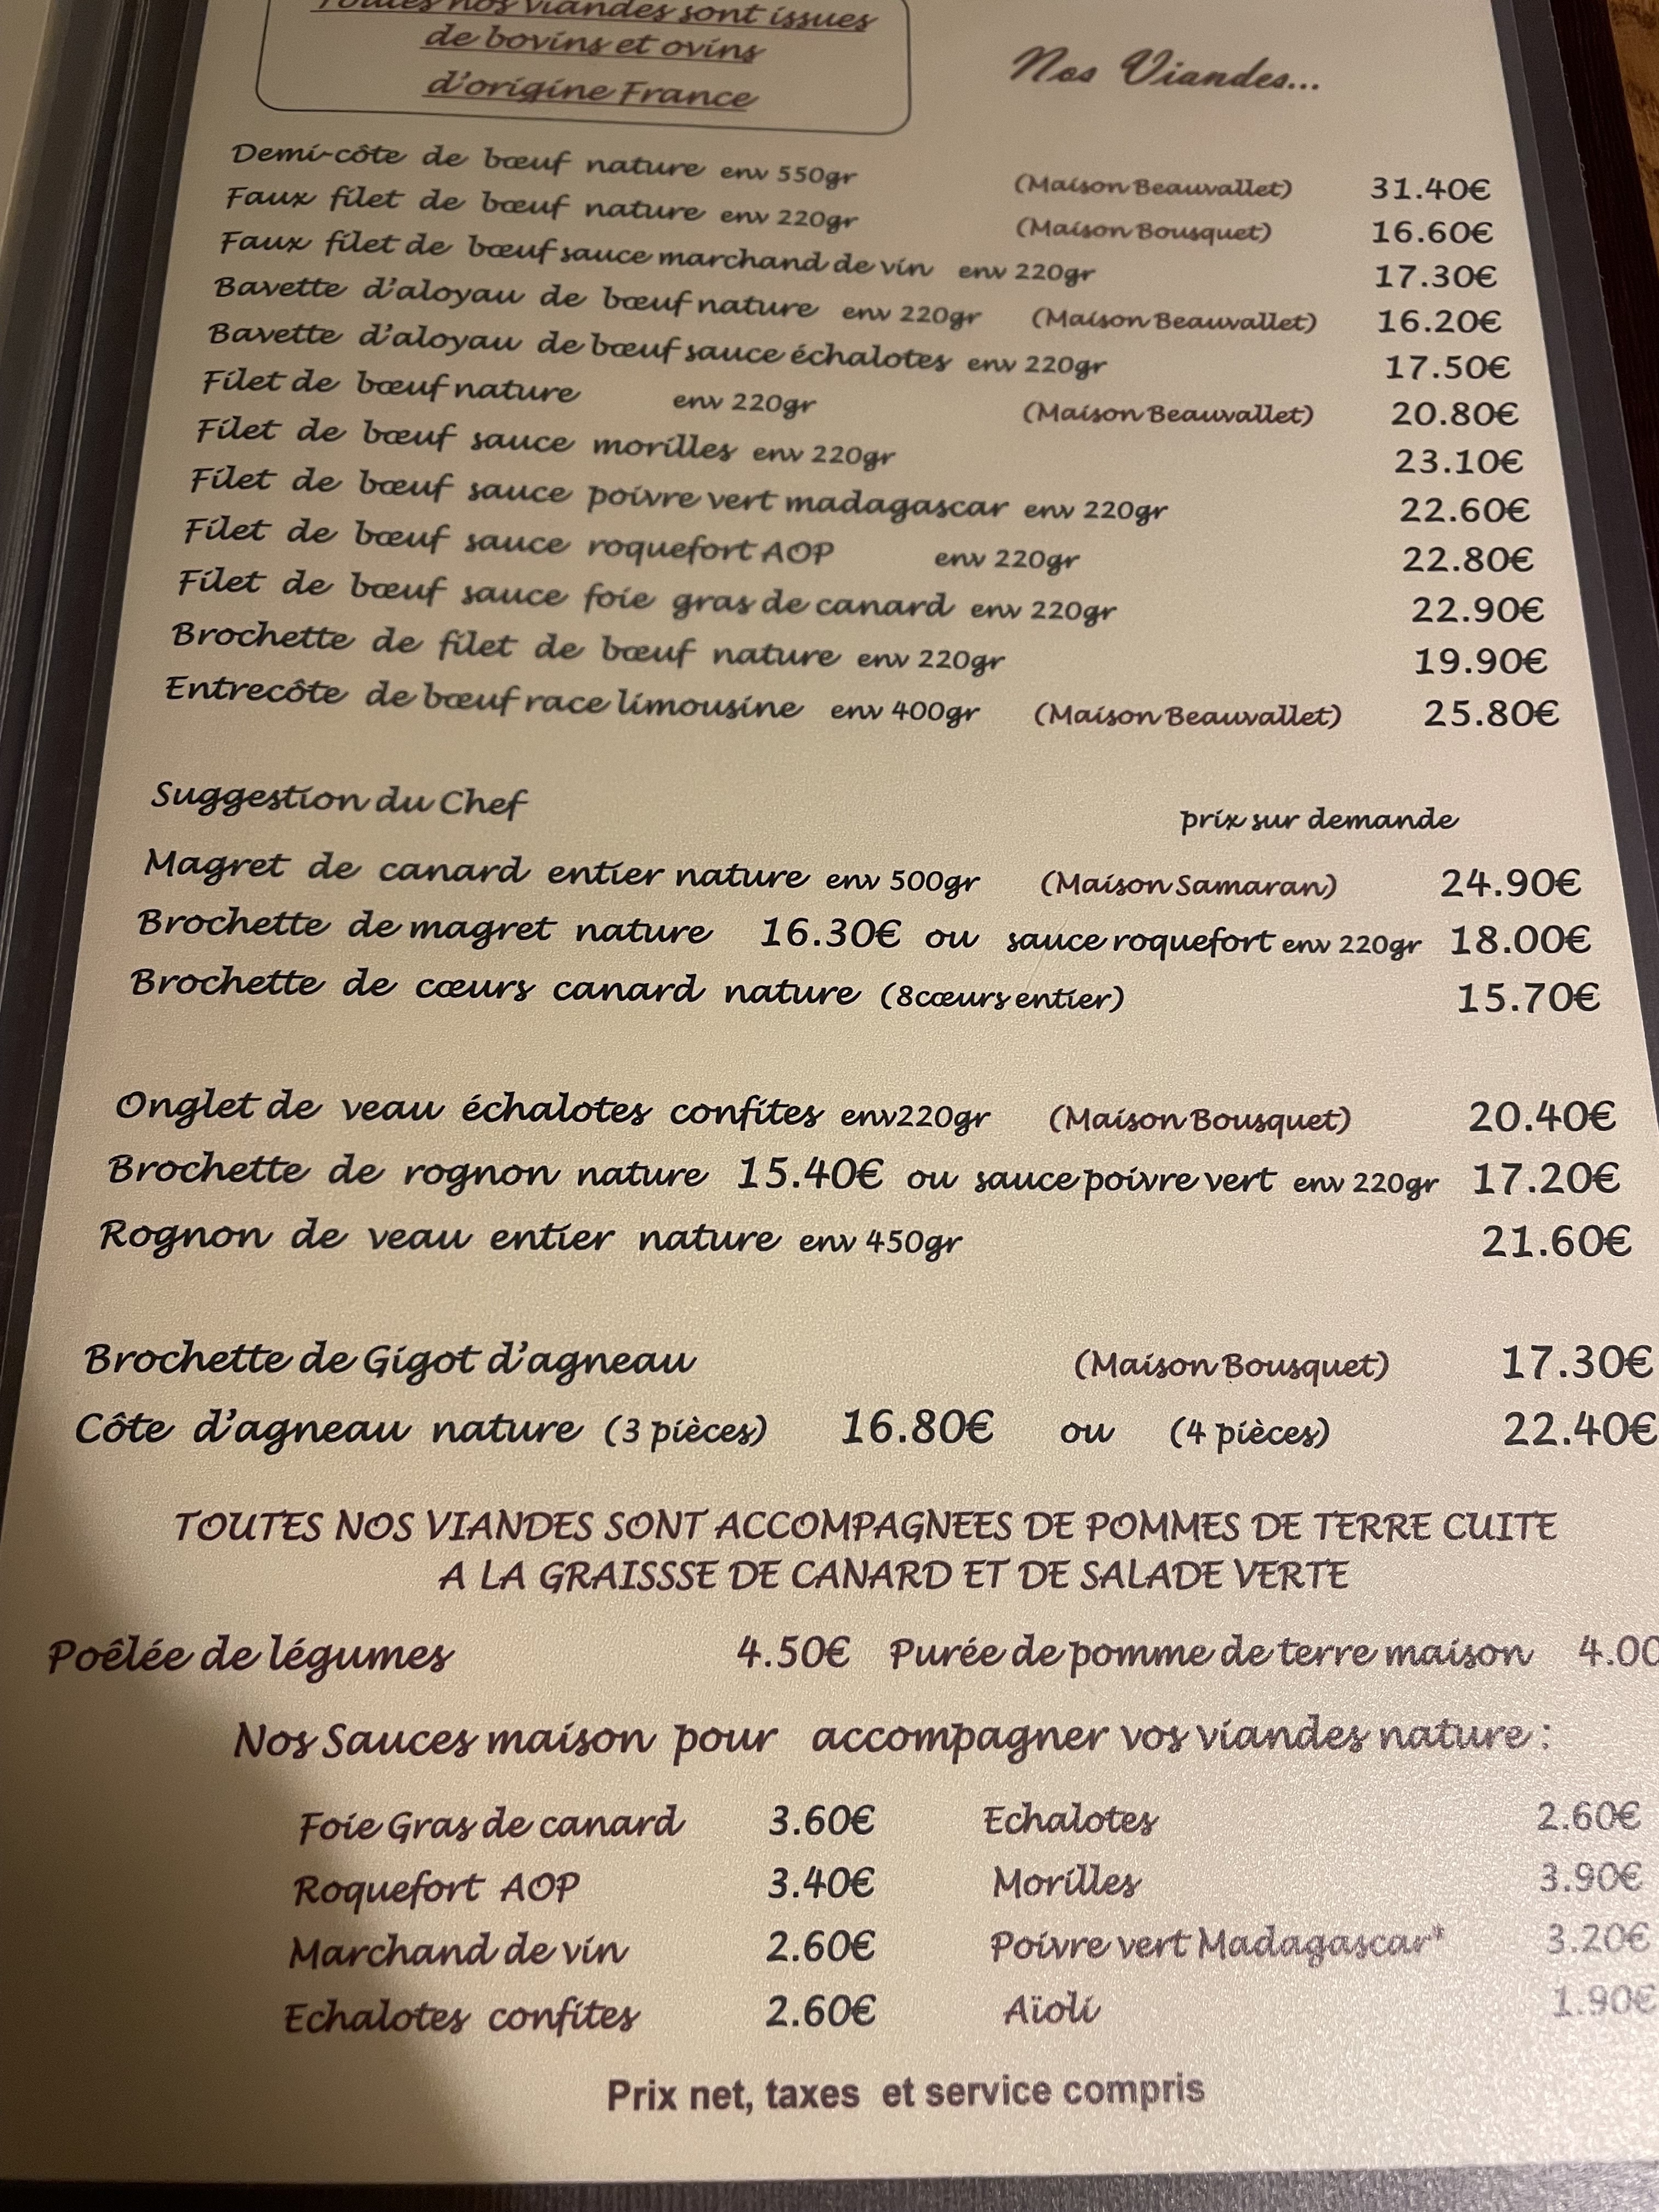 Toutes nos viandes sont issues
de bovins et ovins
d'origine France
Nos Viandes...
Demi-côte de bœuf nature env 550gr (Maison Beauvallet) 31.40€
Faux filet de bœuf nature env 220gr (Maison Bousquet) 16.60€
Faux filet de bœuf sauce marchand de vin env 220gr 17.30€
Bavette d'aloyau de bœuf nature env 220gr (Maison Beauvallet) 16.20€
Bavette d'aloyau de bœuf sauce échalotes env 220gr 17.50€
Filet de bœuf nature env 220gr (Maison Beauvallet) 20.80€
Filet de bœuf sauce morilles env 220gr 23.10€
Filet de bœuf sauce poivre vert madagascar env 220gr 22.60€
Filet de bœuf sauce roquefort AOP env 220gr 22.80€
Filet de bœuf sauce foie gras de canard env 220gr 22.90€
Brochette de filet de bœuf nature env 220gr 19.90€
Entrecôte de bœuf race limousine env 400gr (Maison Beauvallet) 25.80€
Suggestion du Chef prix sur demande
Magret de canard entier nature env 500gr (Maison Samaran) 24.90€
Brochette de magret nature 16.30€ ou sauce roquefort env 220gr 18.00€
Brochette de cœurs canard nature (8cœurs entier) 15.70€
Onglet de veau échalotes confites env220gr (Maison Bousquet) 20.40€
Brochette de rognon nature 15.40€ ou sauce poivre vert env 220gr 17.20€
Rognon de veau entier nature env 450gr 21.60€
Brochette de Gigot d'agneau (Maison Bousquet) 17.30€
Côte d'agneau nature (3 pièces) 16.80€ ou (4 pièces) 22.40€
TOUTES NOS VIANDES SONT ACCOMPAGNEES DE POMMES DE TERRE CUITE
A LA GRAISSSE DE CANARD ET DE SALADE VERTE
Poêlée de légumes 4.50€ Purée de pomme de terre maison 4.00
Nos Sauces maison pour accompagner vos viandes nature :
Foie Gras de canard 3.60€ Echalotes 2.60€
Roquefort AOP 3.40€ Morilles 3.90€
Marchand de vin 2.60€ Poivre vert Madagascar* 3.20€
Echalotes confites 2.60€ Aïoli 1.90€
Prix net, taxes et service compris